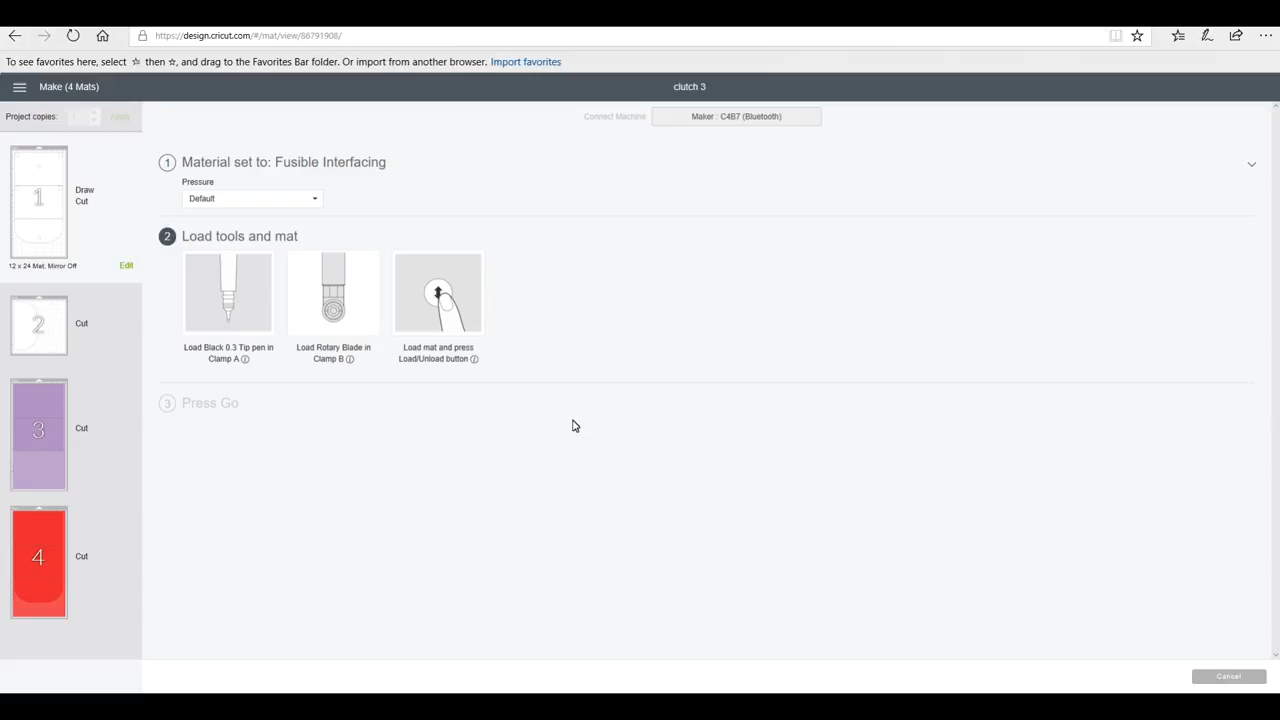 https://design.cricut.com/#/mat/view/86791908/
To see favorites here, select ☆ then ☆, and drag to the Favorites Bar folder. Or import from another browser. Import favorites
Make (4 Mats)
clutch 3
Project copies: 1 Apply
Connect Machine
Maker : C4B7 (Bluetooth)
1 Material set to: Fusible Interfacing
Pressure
Default
2 Load tools and mat
Load Black 0.3 Tip pen in
Clamp A
Load Rotary Blade in
Clamp B
Load mat and press
Load/Unload button
3 Press Go
1
Draw
Cut
12 x 24 Mat; Mirror Off
Edit
2
Cut
3
Cut
4
Cut
Cancel